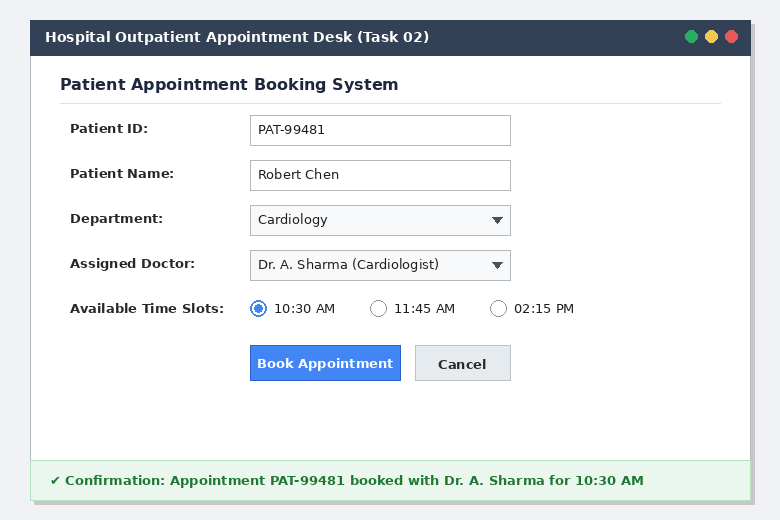 Hospital Outpatient Appointment Desk (Task 02)
Patient Appointment Booking System
Patient ID: PAT-99481
Patient Name: Robert Chen
Department: Cardiology
Assigned Doctor: Dr. A. Sharma (Cardiologist)
Available Time Slots: 10:30 AM 11:45 AM 02:15 PM
Book Appointment Cancel
✔ Confirmation: Appointment PAT-99481 booked with Dr. A. Sharma for 10:30 AM